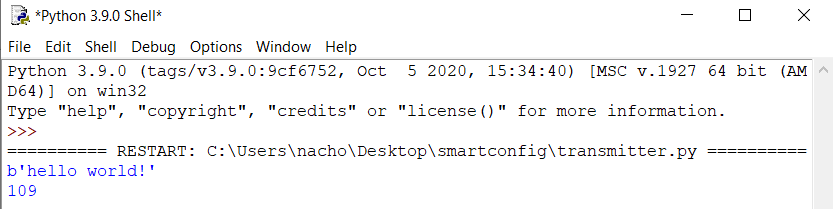 *Python 3.9.0 Shell*
File Edit Shell Debug Options Window Help
Python 3.9.0 (tags/v3.9.0:9cf6752, Oct  5 2020, 15:34:40) [MSC v.1927 64 bit (AM
D64)] on win32
Type "help", "copyright", "credits" or "license()" for more information.
>>>
========== RESTART: C:\Users\nacho\Desktop\smartconfig\transmitter.py ==========
b'hello world!'
109